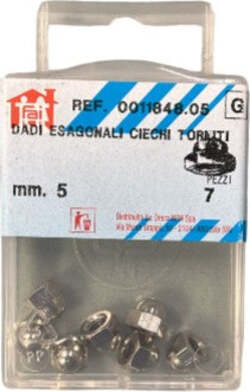 fai
REF. 0011848.05
G
DADI ESAGONALI CIECHI TORNITI
mm. 5
PEZZI
7